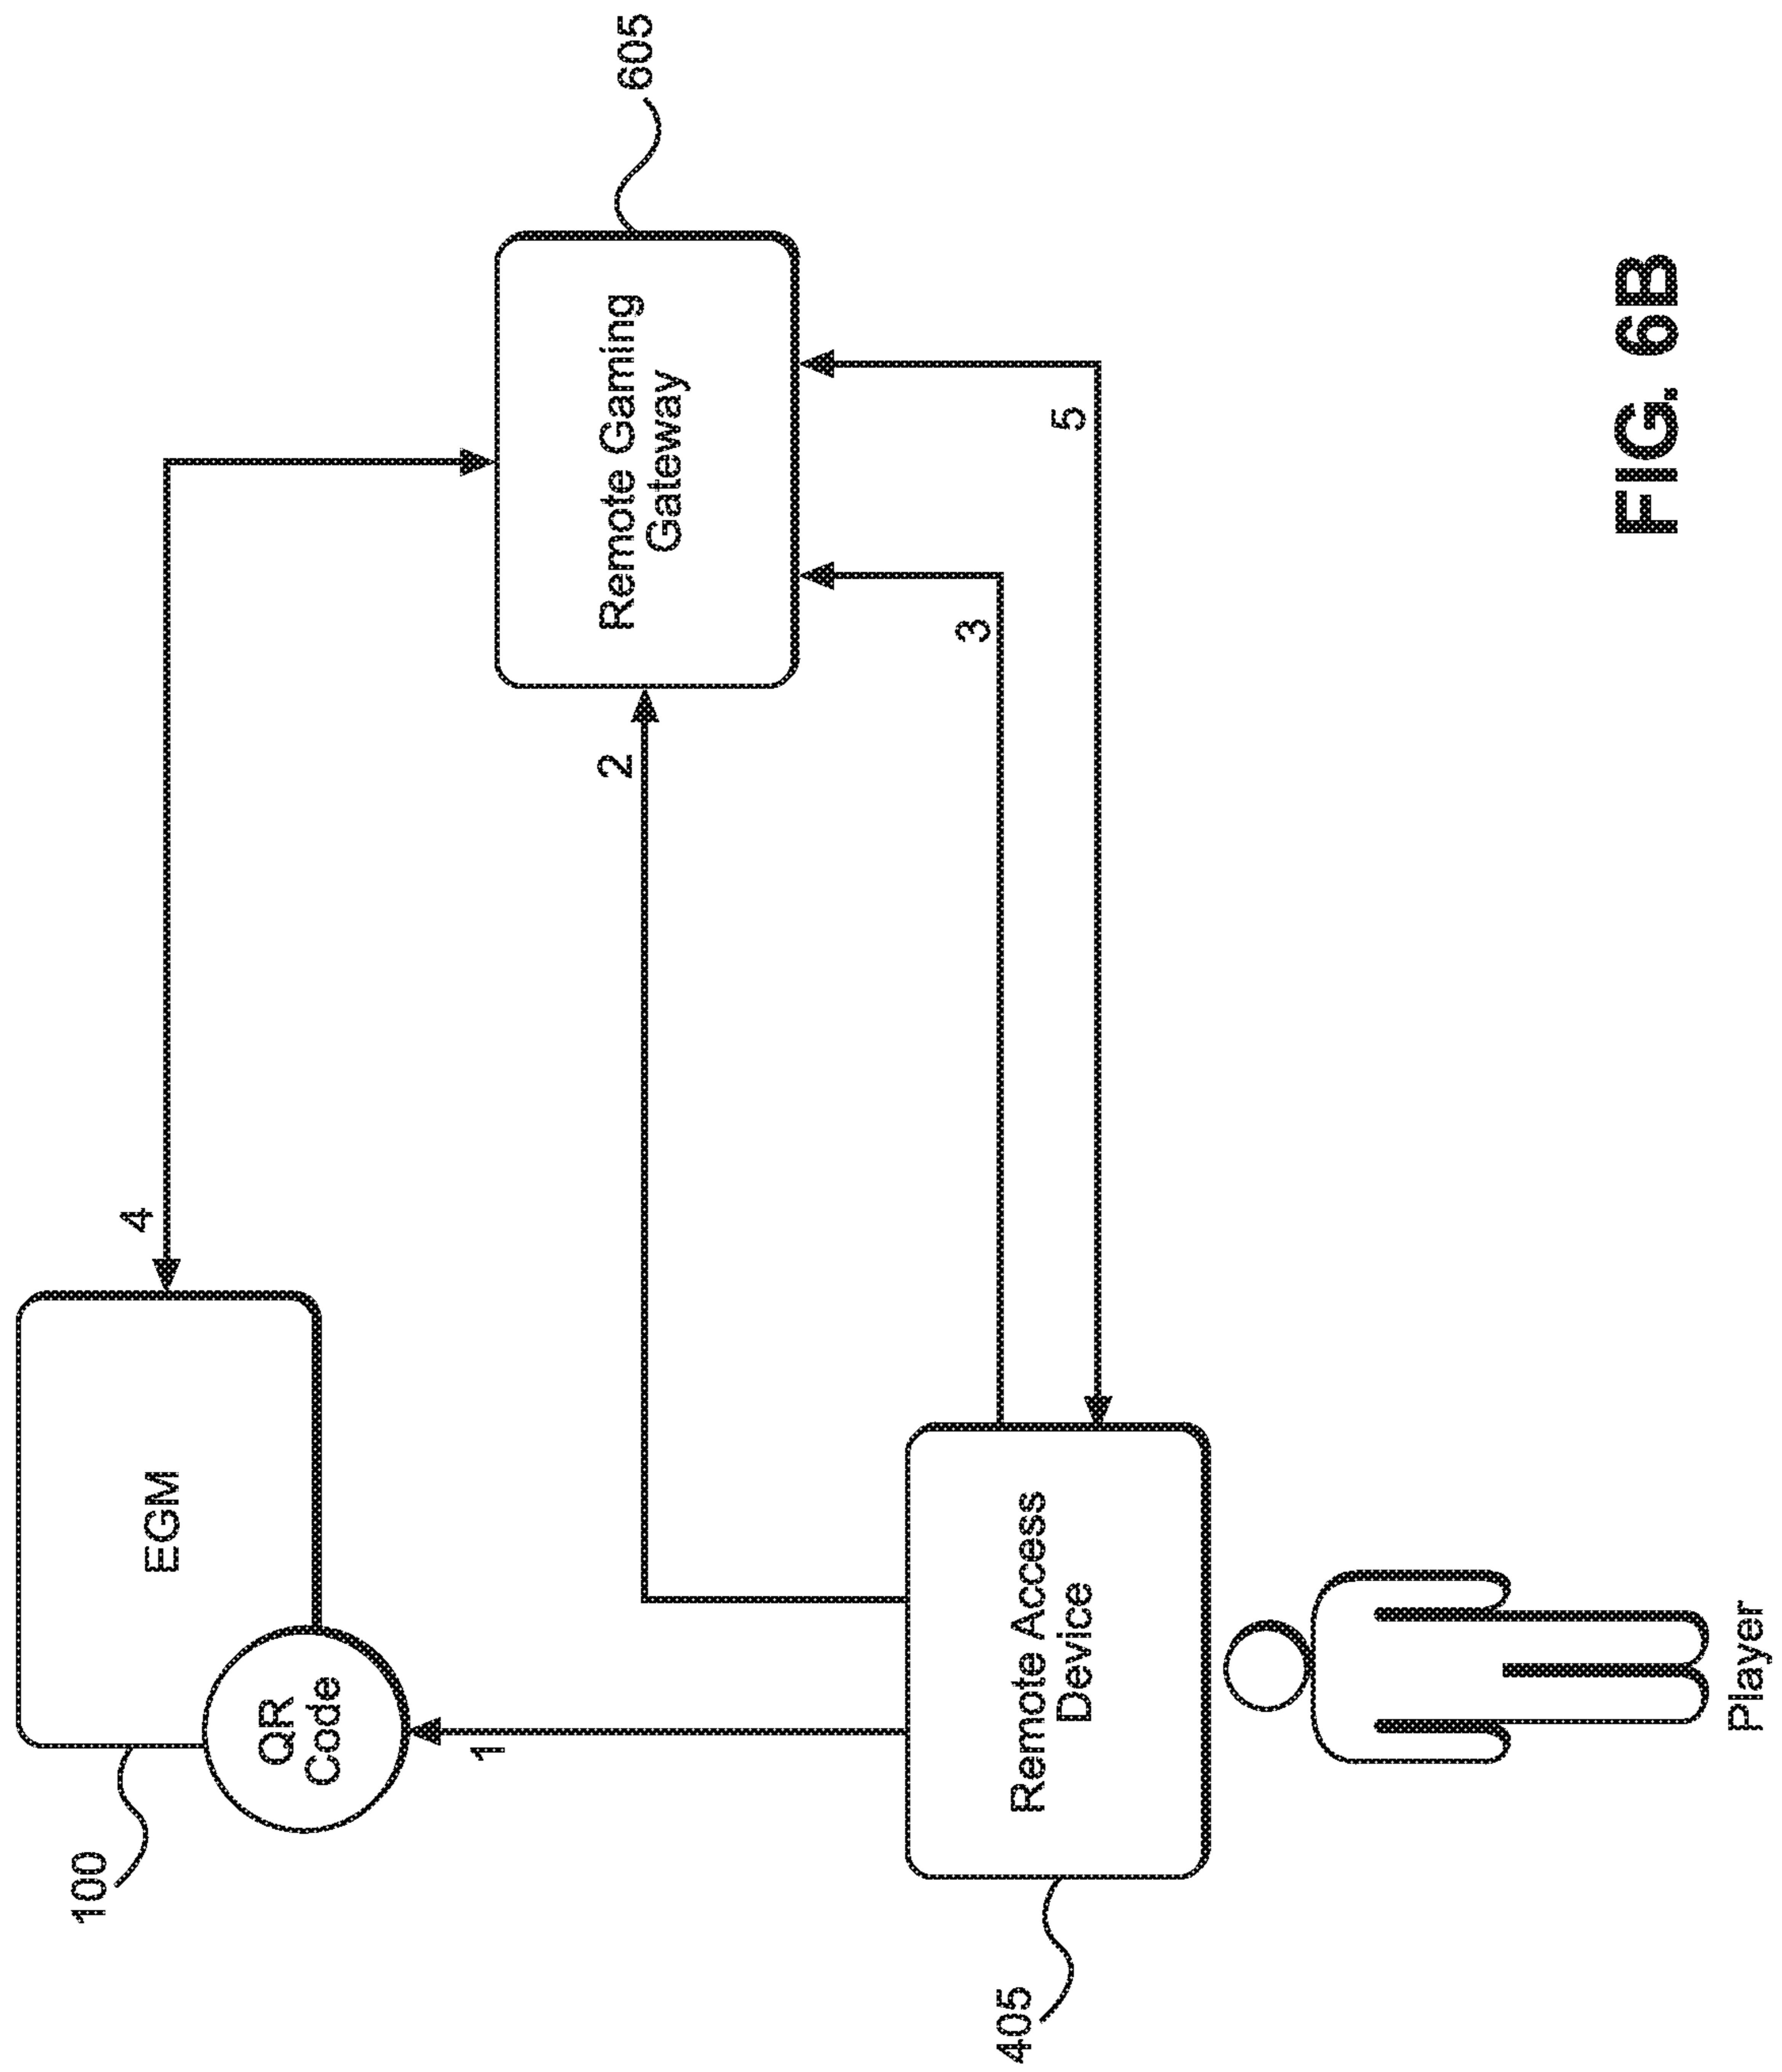 100
EGM
QR
Code
4
1
2
Remote Gaming
Gateway
605
405
Remote Access
Device
3
5
Player
FIG. 6B